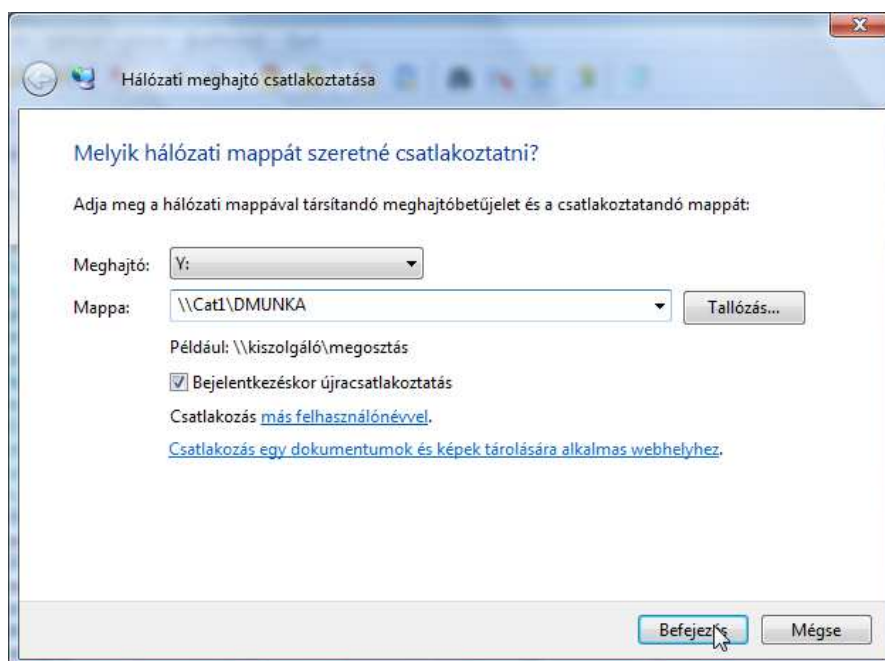 Hálózati meghajtó csatlakoztatása
Melyik hálózati mappát szeretné csatlakoztatni?
Adja meg a hálózati mappával társítandó meghajtóbetűjelet és a csatlakoztatandó mappát:
Meghajtó: Y:
Mappa: \\Cat1\DMUNKA Tallózás...
Például: \\kiszolgáló\megosztás
Bejelentkezéskor újracsatlakoztatás
Csatlakozás más felhasználónévvel.
Csatlakozás egy dokumentumok és képek tárolására alkalmas webhelyhez.
Befejezés Mégse